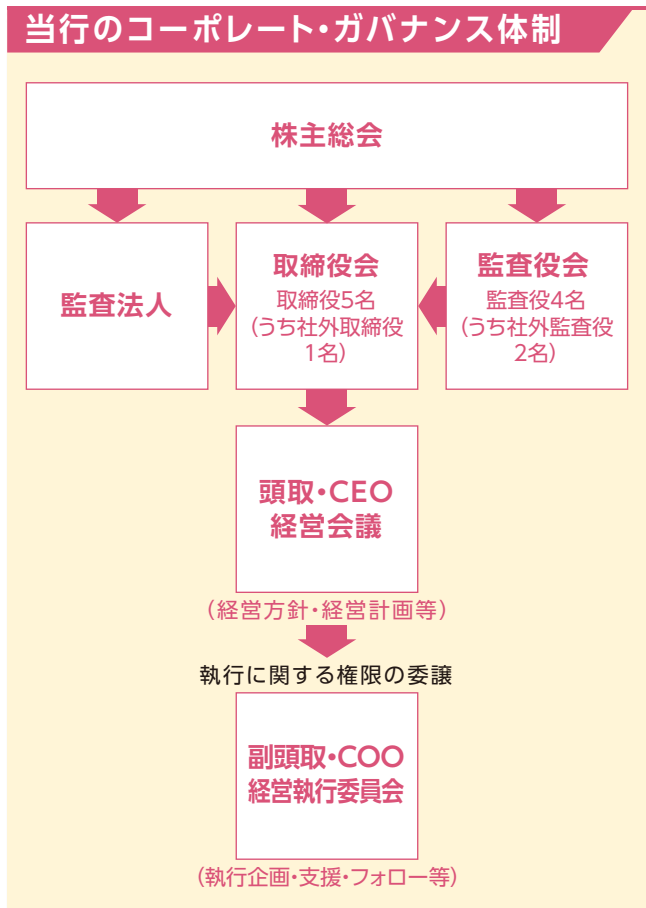 当行のコーポレート・ガバナンス体制
株主総会
監査法人
取締役会
取締役5名
(うち社外取締役
1名)
監査役会
監査役4名
(うち社外監査役
2名)
頭取・CEO
経営会議
(経営方針・経営計画等)
執行に関する権限の委譲
副頭取・COO
経営執行委員会
(執行企画・支援・フォロー等)